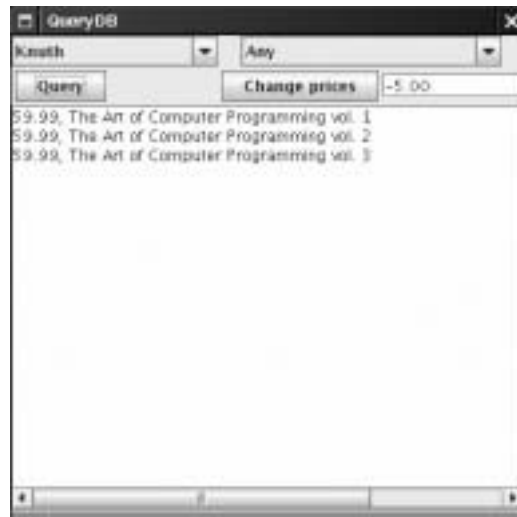 QueryDB
Knuth Any
Query Change prices -5.00
59.99, The Art of Computer Programming vol. 1
59.99, The Art of Computer Programming vol. 2
59.99, The Art of Computer Programming vol. 3